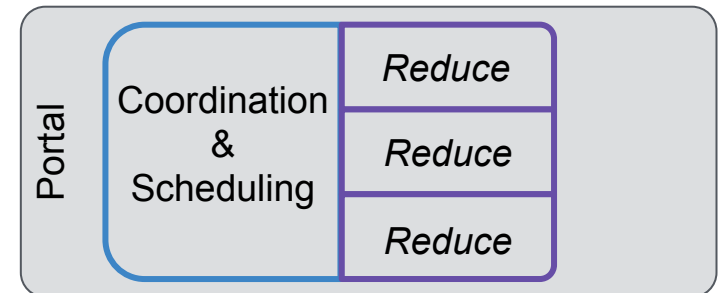 Portal
Coordination
&
Scheduling
Reduce
Reduce
Reduce